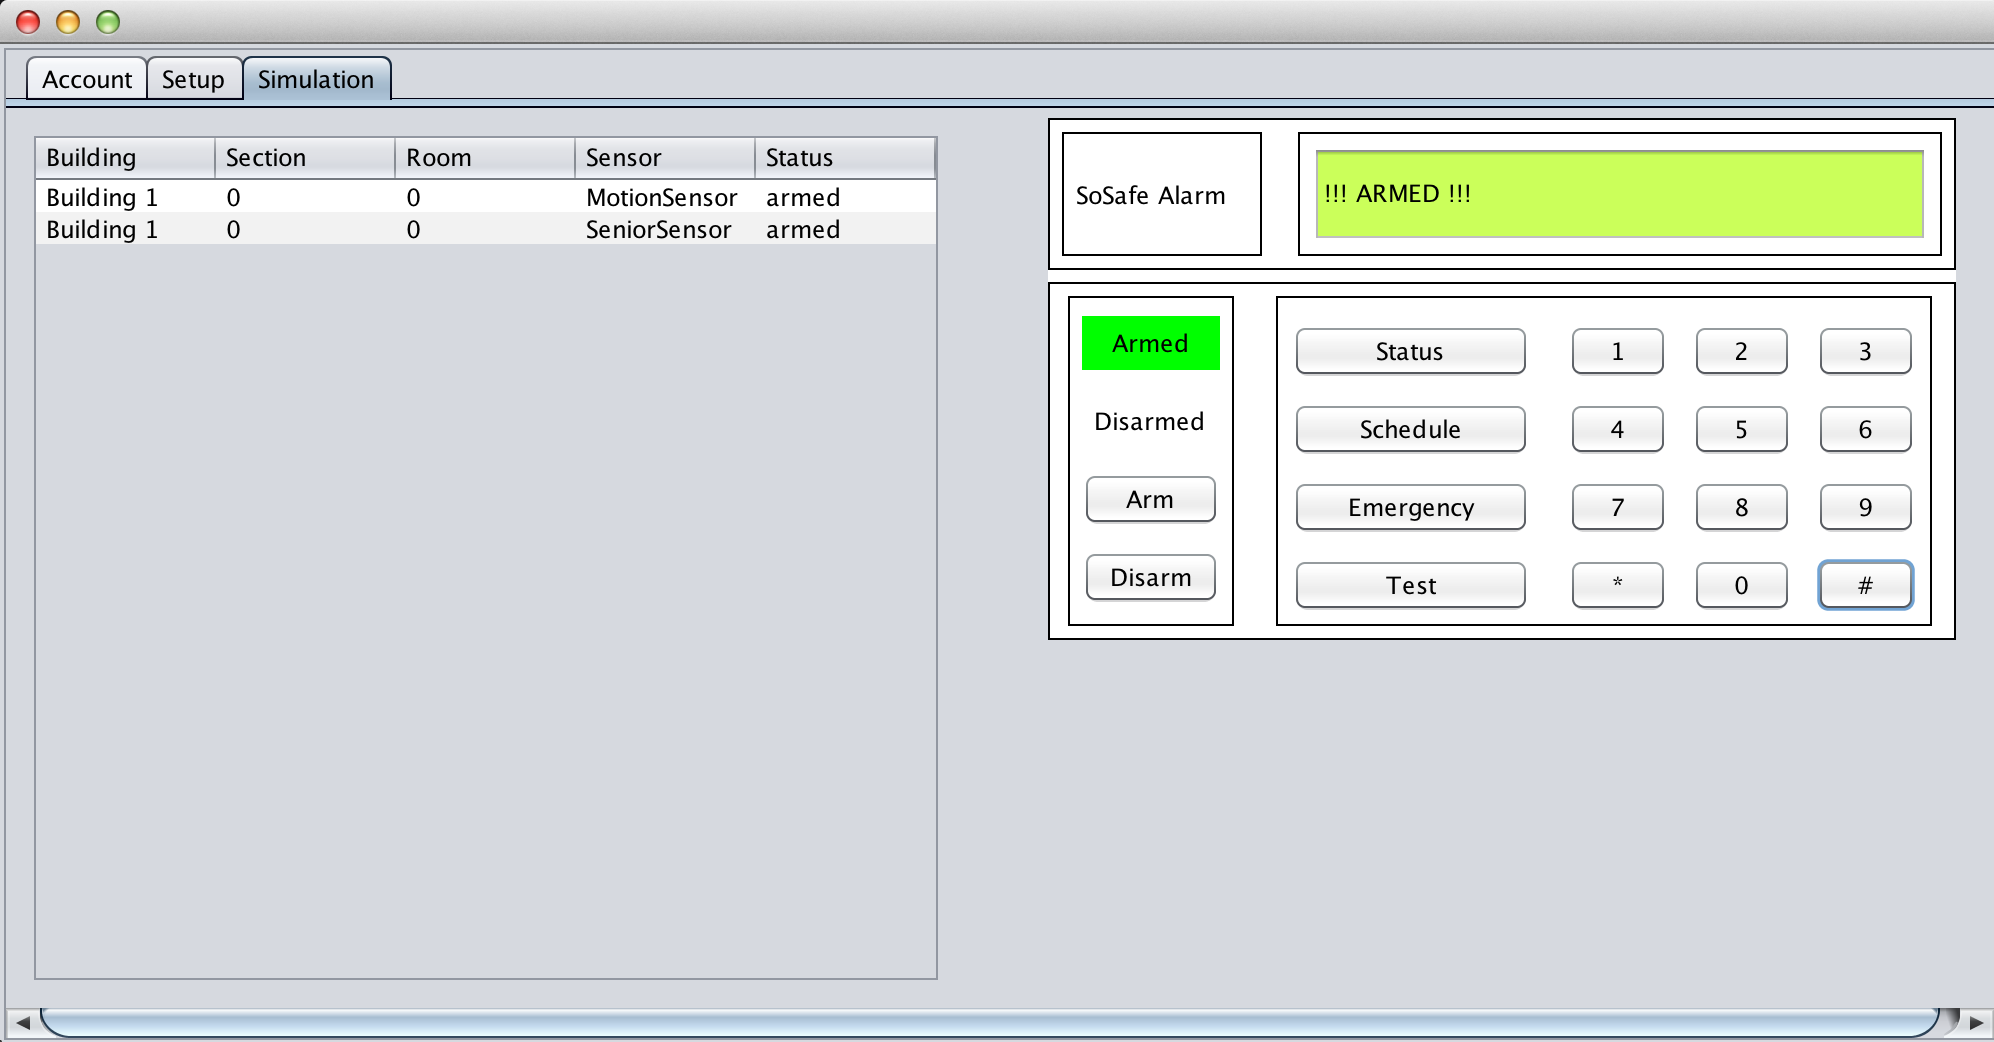 Account Setup Simulation
Building Section Room Sensor Status
Building 1 0 0 MotionSensor armed
Building 1 0 0 SeniorSensor armed
SoSafe Alarm
!!! ARMED !!!
Armed
Disarmed
Arm
Disarm
Status 1 2 3
Schedule 4 5 6
Emergency 7 8 9
Test * 0 #